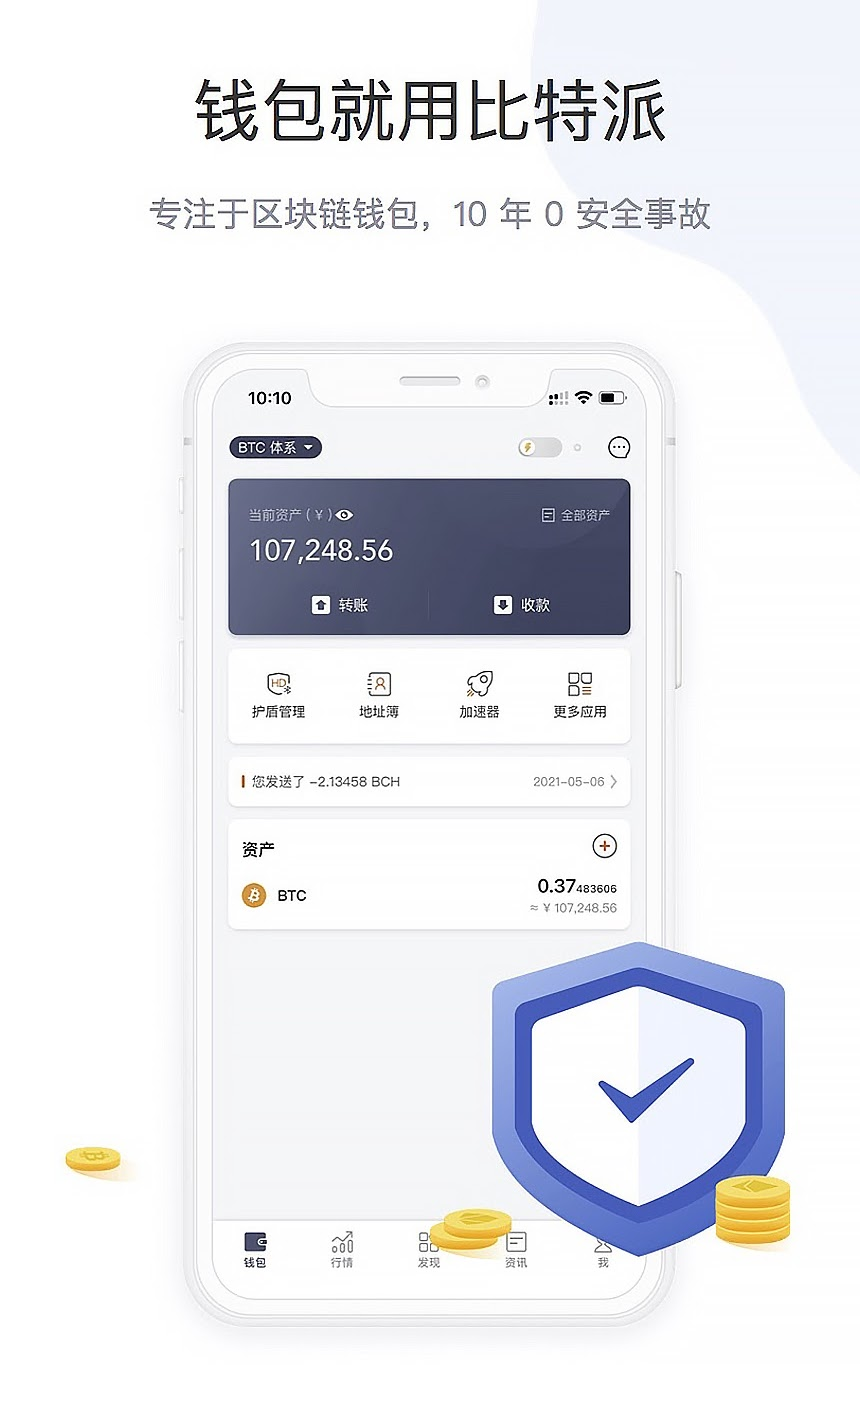 钱包就用比特派
专注于区块链钱包，10 年 0 安全事故
10:10
BTC 体系
当前资产 (￥)
全部资产
107,248.56
转账
收款
HD
护盾管理
地址薄
加速器
更多应用
您发送了 -2.13458 BCH
2021-05-06
资产
BTC
0.37483606
≈ ￥ 107,248.56
钱包
行情
发现
资讯
我